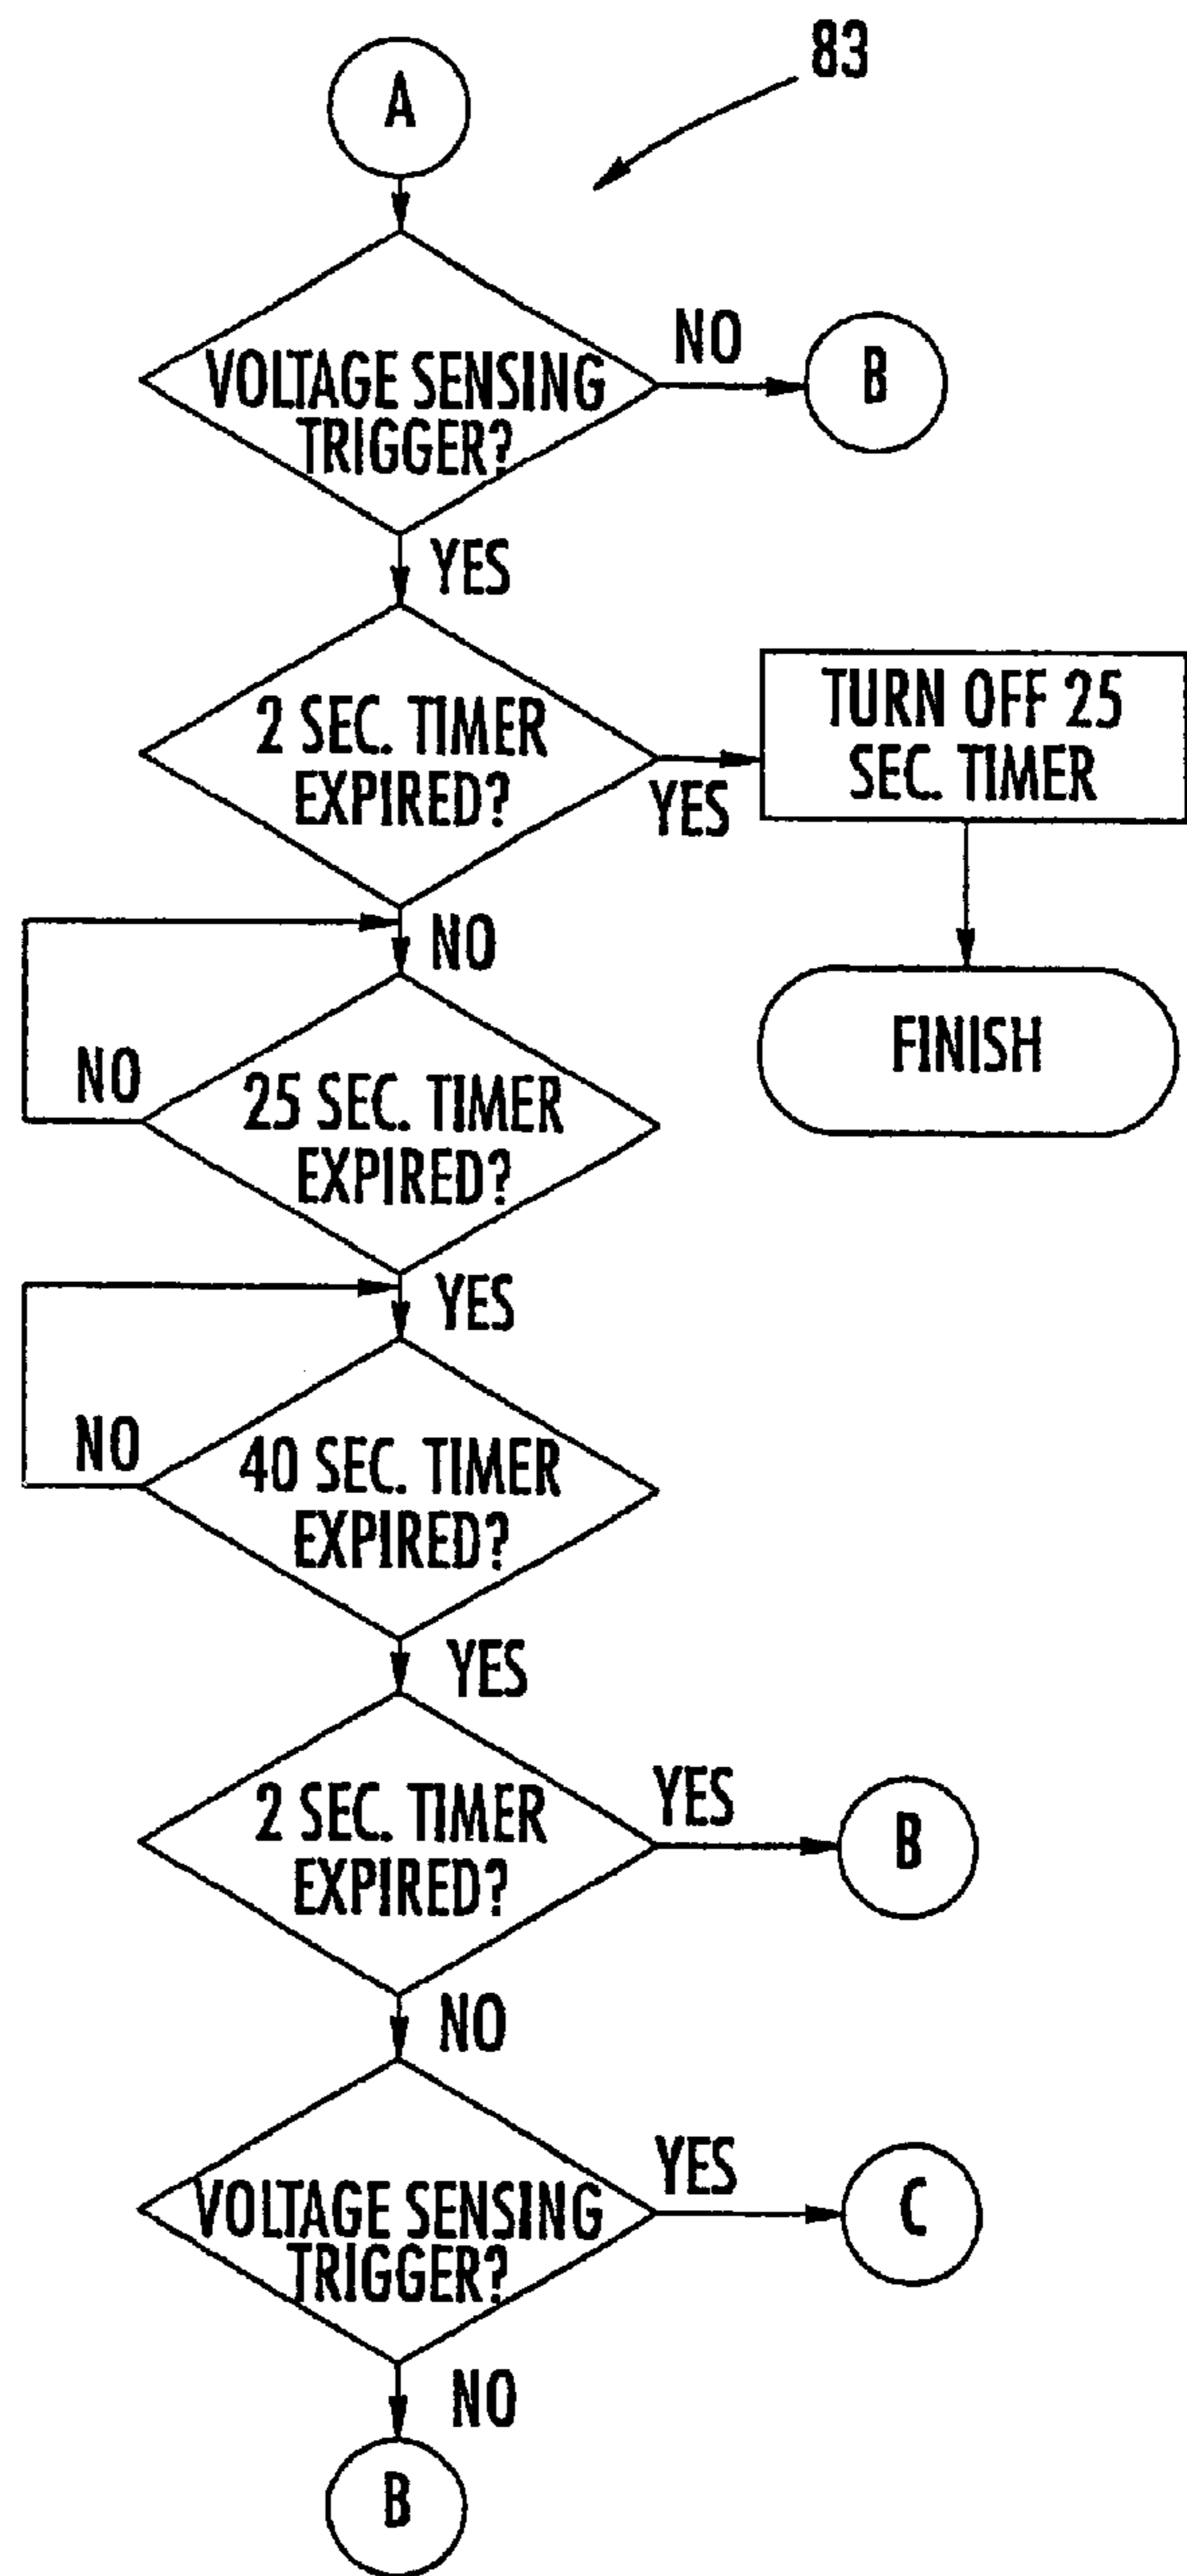 83
A
VOLTAGE SENSING
TRIGGER?
NO
B
YES
2 SEC. TIMER
EXPIRED?
YES
TURN OFF 25
SEC. TIMER
NO
FINISH
25 SEC. TIMER
EXPIRED?
NO
YES
40 SEC. TIMER
EXPIRED?
NO
YES
2 SEC. TIMER
EXPIRED?
YES
B
NO
VOLTAGE SENSING
TRIGGER?
YES
C
NO
B